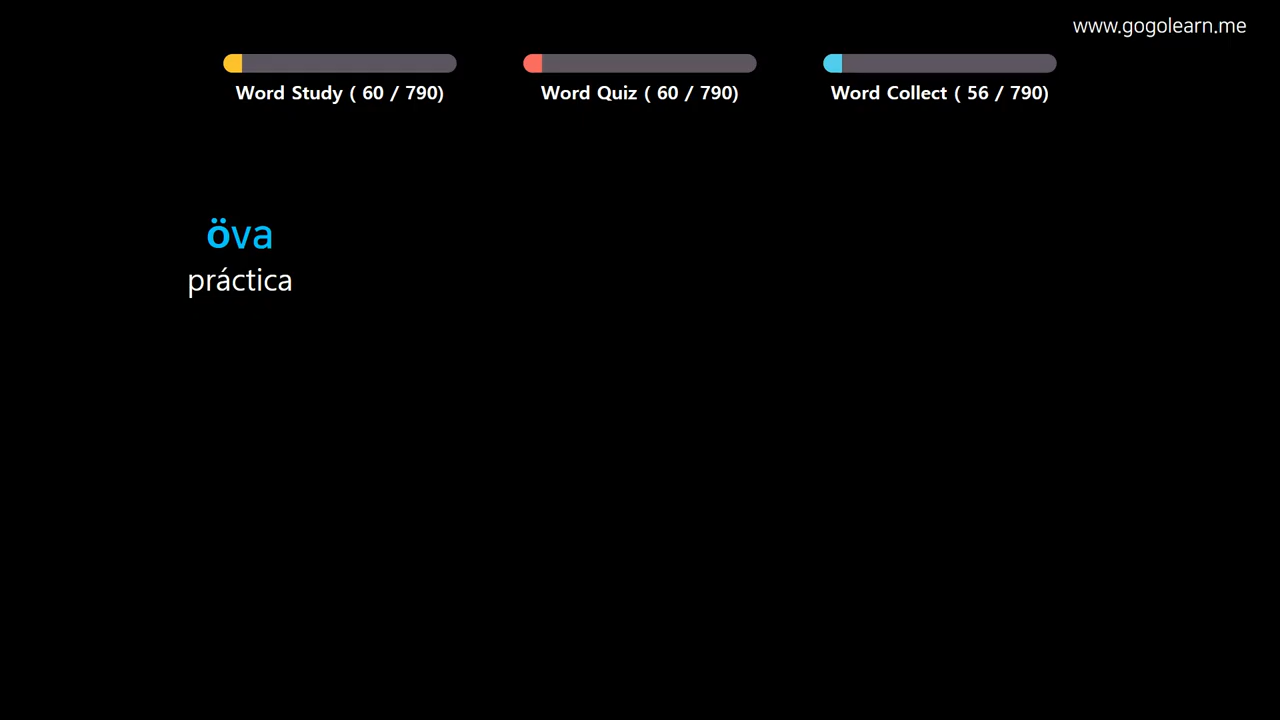 www.gogolearn.me
Word Study ( 60 / 790)
Word Quiz ( 60 / 790)
Word Collect ( 56 / 790)
öva
práctica